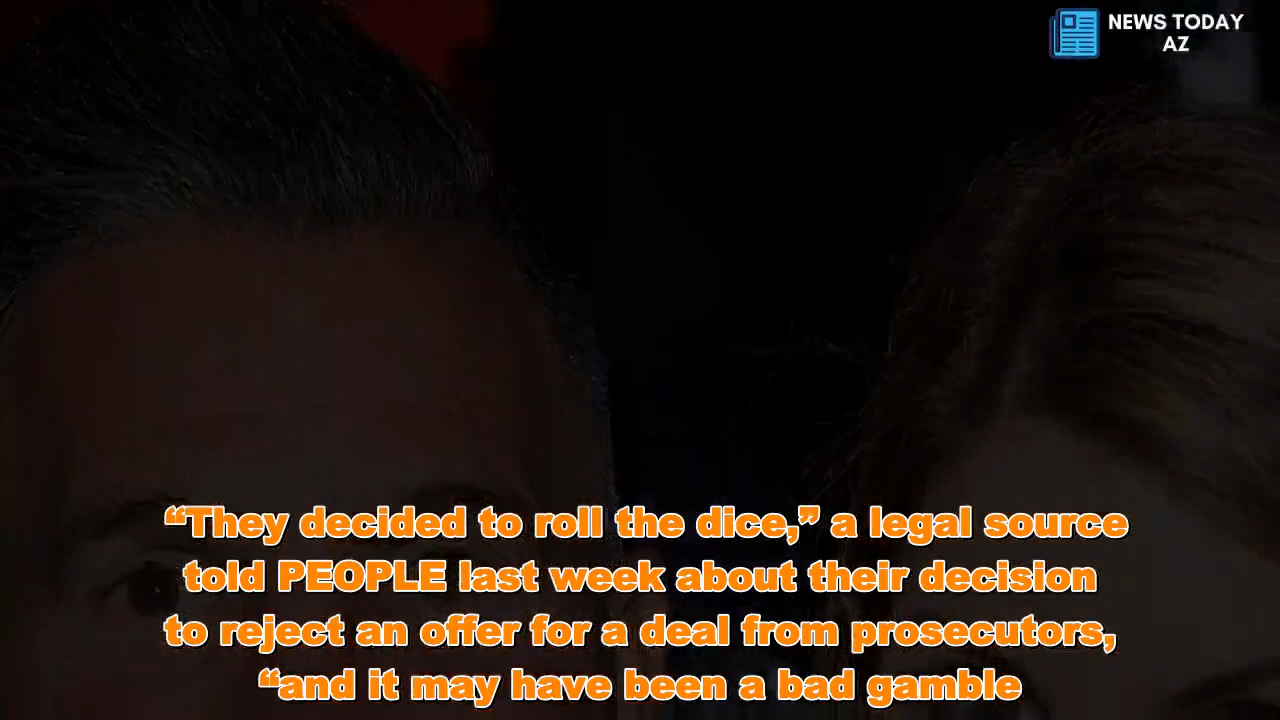 NEWS TODAY
AZ
“They decided to roll the dice,” a legal source
told PEOPLE last week about their decision
to reject an offer for a deal from prosecutors,
“and it may have been a bad gamble